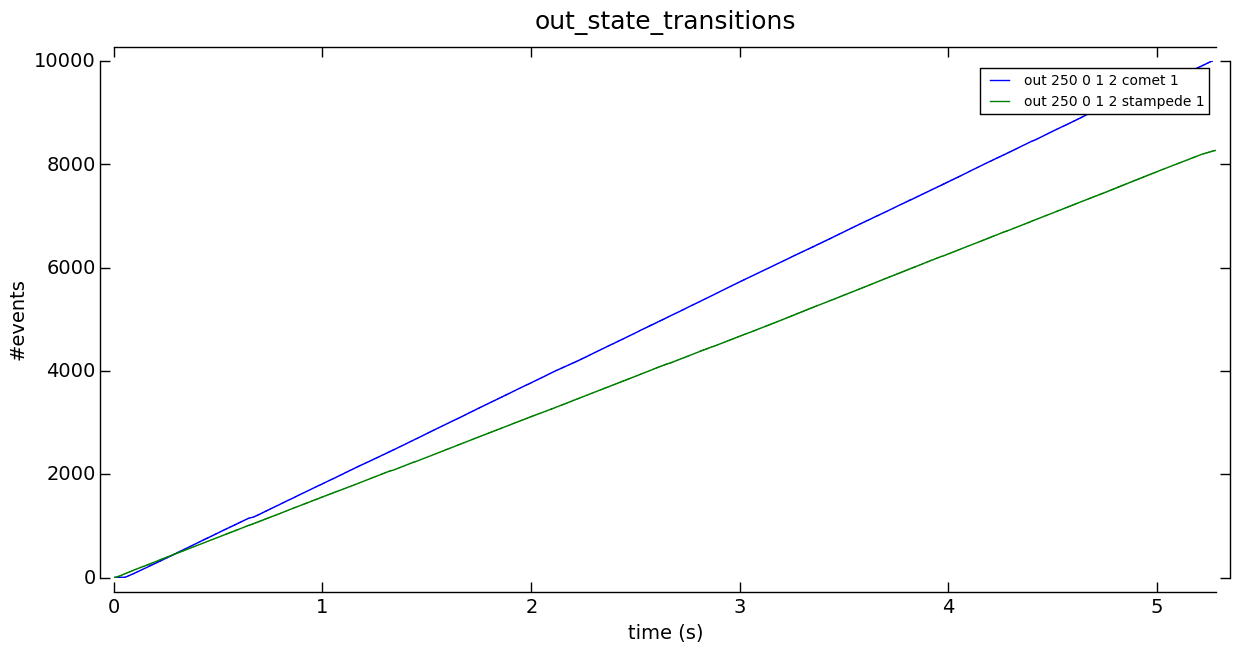 out_state_transitions
10000
8000
6000
4000
2000
0
#events
out 250 0 1 2 comet 1
out 250 0 1 2 stampede 1
0 1 2 3 4 5
time (s)